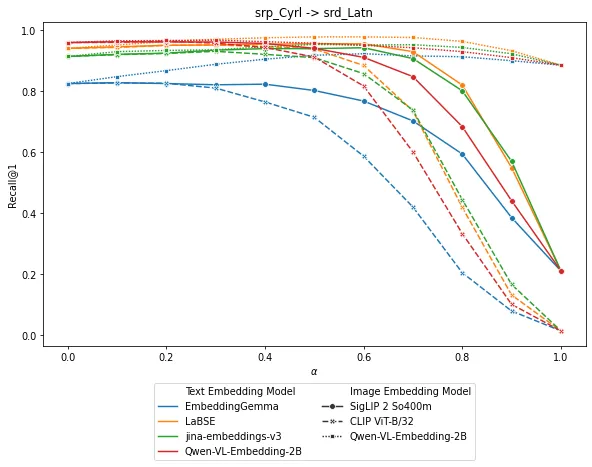 srp_Cyrl -> srd_Latn
Recall@1
1.0
0.8
0.6
0.4
0.2
0.0
0.0 0.2 0.4 0.6 0.8 1.0
α
Text Embedding Model Image Embedding Model
EmbeddingGemma SigLIP 2 So400m
LaBSE CLIP ViT-B/32
jina-embeddings-v3 Qwen-VL-Embedding-2B
Qwen-VL-Embedding-2B